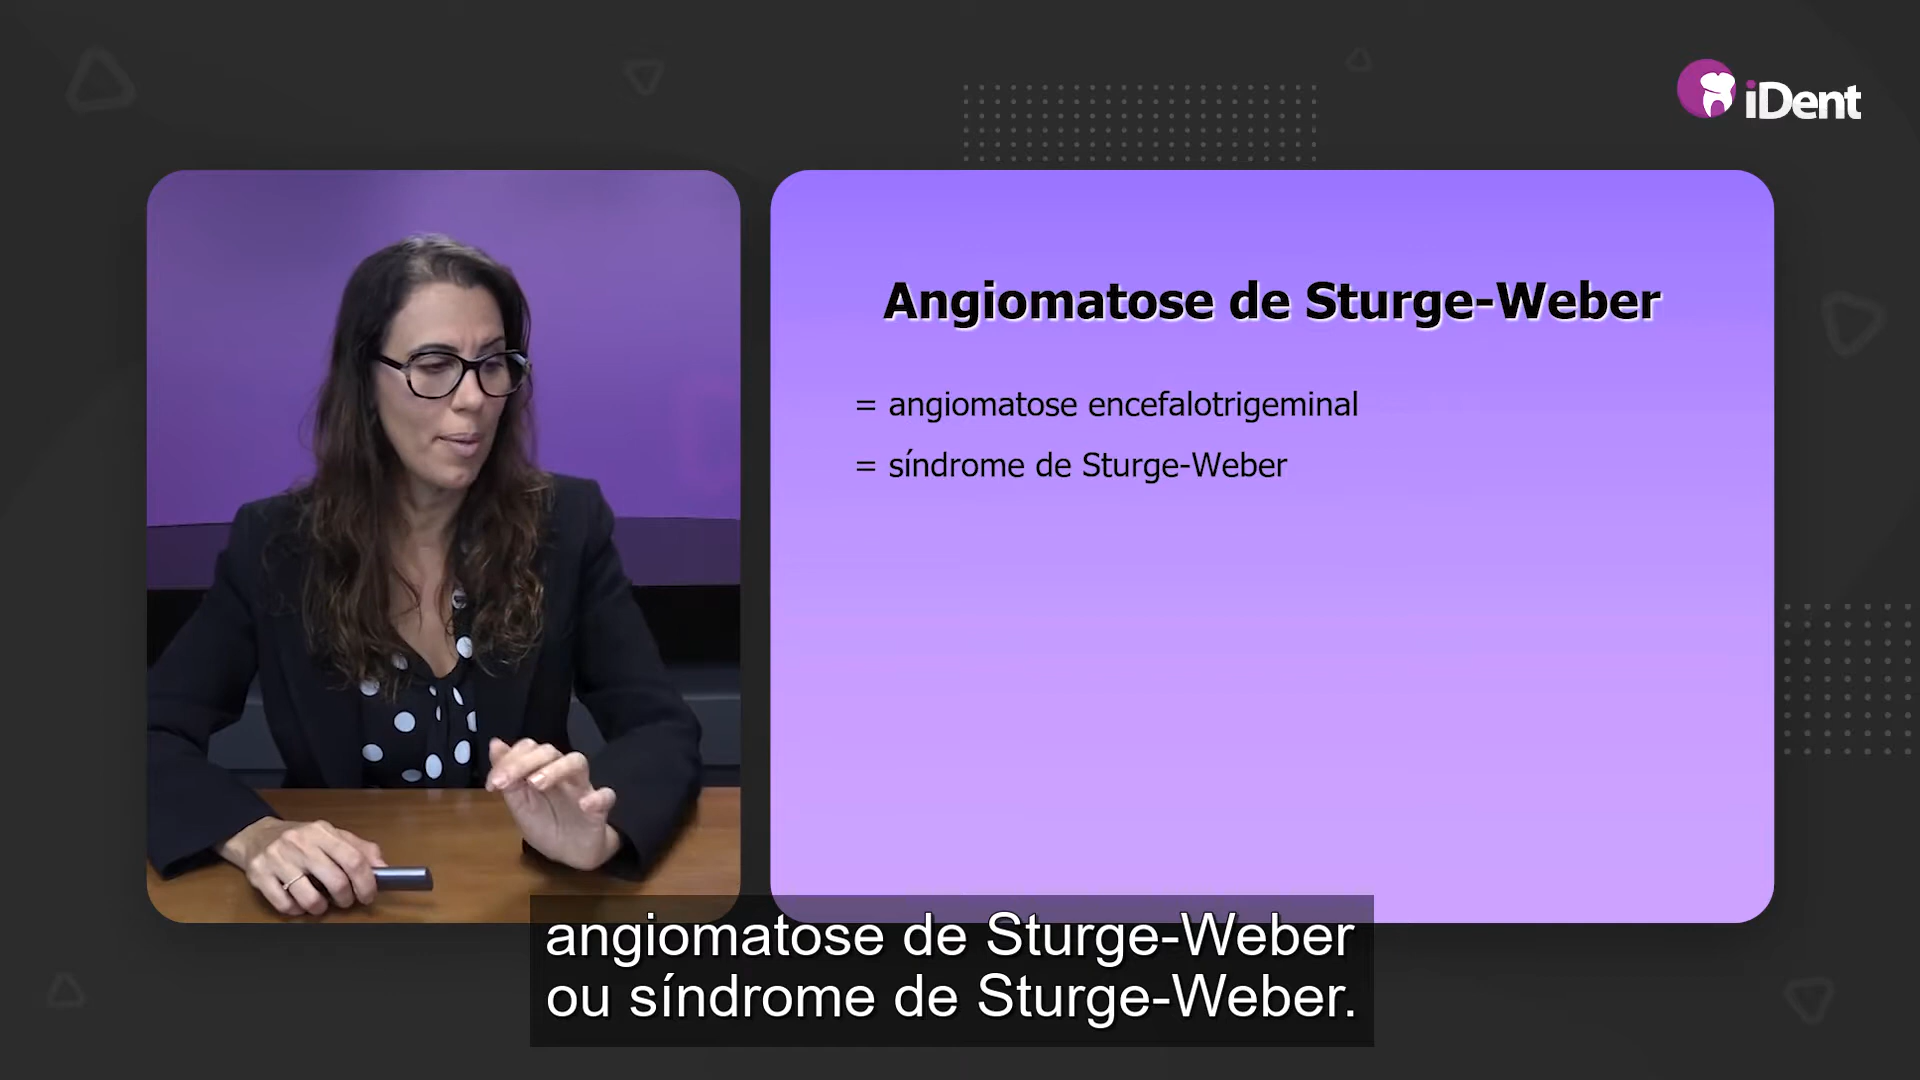 iDent
Angiomatose de Sturge-Weber
= angiomatose encefalotrigeminal
= síndrome de Sturge-Weber
angiomatose de Sturge-Weber
ou síndrome de Sturge-Weber.